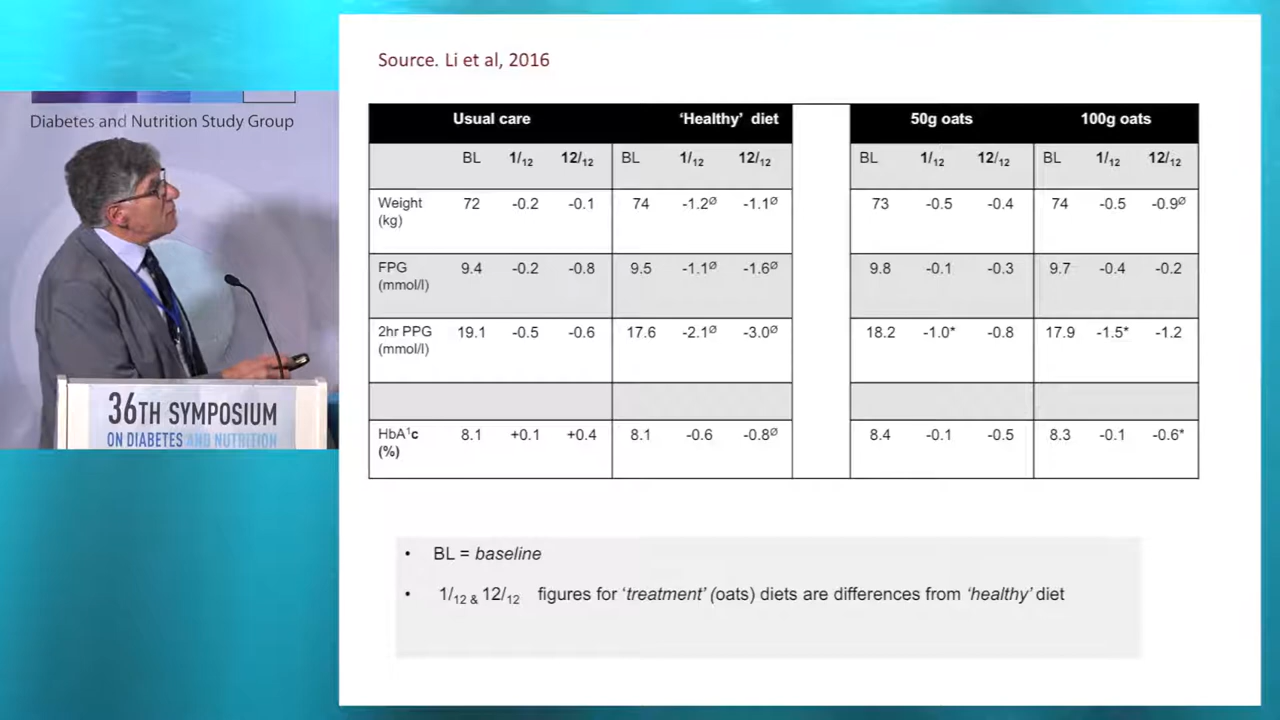 Source. Li et al, 2016
Diabetes and Nutrition Study Group
36TH SYMPOSIUM
ON DIABETES AND NUTRITION
Usual care ‘Healthy’ diet 50g oats 100g oats
BL 1/12 12/12 BL 1/12 12/12 BL 1/12 12/12 BL 1/12 12/12
Weight (kg) 72 -0.2 -0.1 74 -1.2ø -1.1ø 73 -0.5 -0.4 74 -0.5 -0.9ø
FPG (mmol/l) 9.4 -0.2 -0.8 9.5 -1.1ø -1.6ø 9.8 -0.1 -0.3 9.7 -0.4 -0.2
2hr PPG (mmol/l) 19.1 -0.5 -0.6 17.6 -2.1ø -3.0ø 18.2 -1.0* -0.8 17.9 -1.5* -1.2
HbA1c (%) 8.1 +0.1 +0.4 8.1 -0.6 -0.8ø 8.4 -0.1 -0.5 8.3 -0.1 -0.6*
• BL = baseline
• 1/12 & 12/12 figures for ‘treatment’ (oats) diets are differences from ‘healthy’ diet